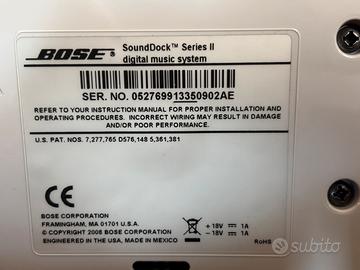 BOSE
SoundDock™ Series II
digital music system
SER. NO. 052769913350902AE
REFER TO YOUR INSTRUCTION MANUAL FOR PROPER INSTALLATION AND
OPERATING INSTRUCTIONS. INCORRECT WIRING MAY RESULT IN DAMAGE
AND/OR POOR PERFORMANCE.
U.S. PAT. NOS. 7,277,765 D576,148 5,361,381
CE
BOSE CORPORATION
FRAMINGHAM, MA 01701 U.S.A.
© COPYRIGHT 2008 BOSE CORPORATION
ENGINEERED IN THE USA, MADE IN MEXICO
+ 18V ⎓ 1A
− 18V ⎓ 1A
RoHS
subito